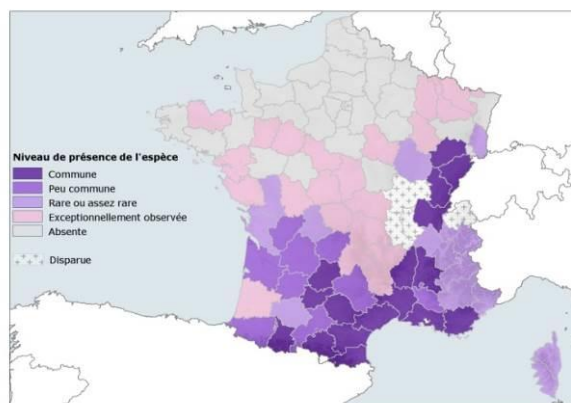 Niveau de présence de l'espèce
Commune
Peu commune
Rare ou assez rare
Exceptionnellement observée
Absente
Disparue